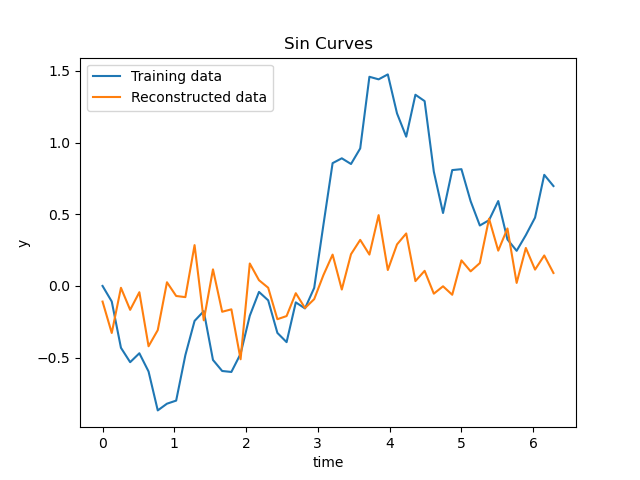 Sin Curves
Training data
Reconstructed data
1.5
1.0
0.5
0.0
−0.5
y
0 1 2 3 4 5 6
time